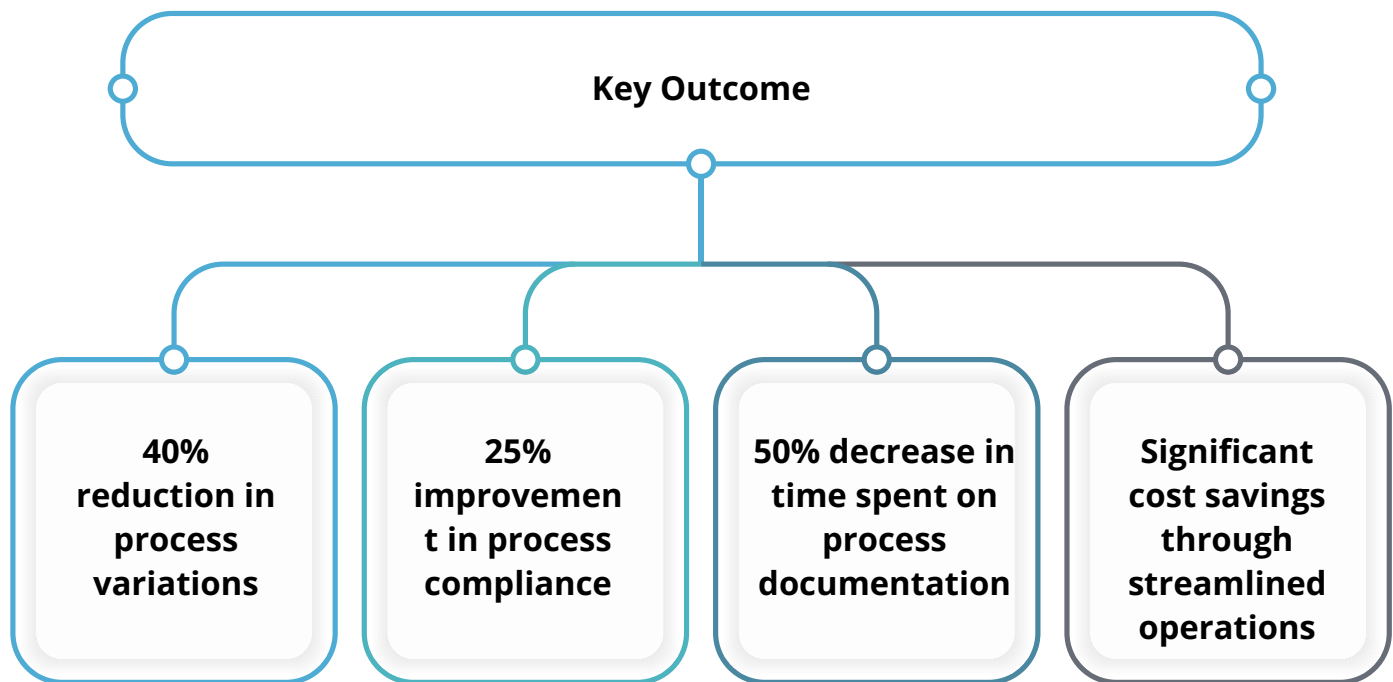 Key Outcome
40%
reduction in
process
variations
25%
improvemen
t in process
compliance
50% decrease in
time spent on
process
documentation
Significant
cost savings
through
streamlined
operations